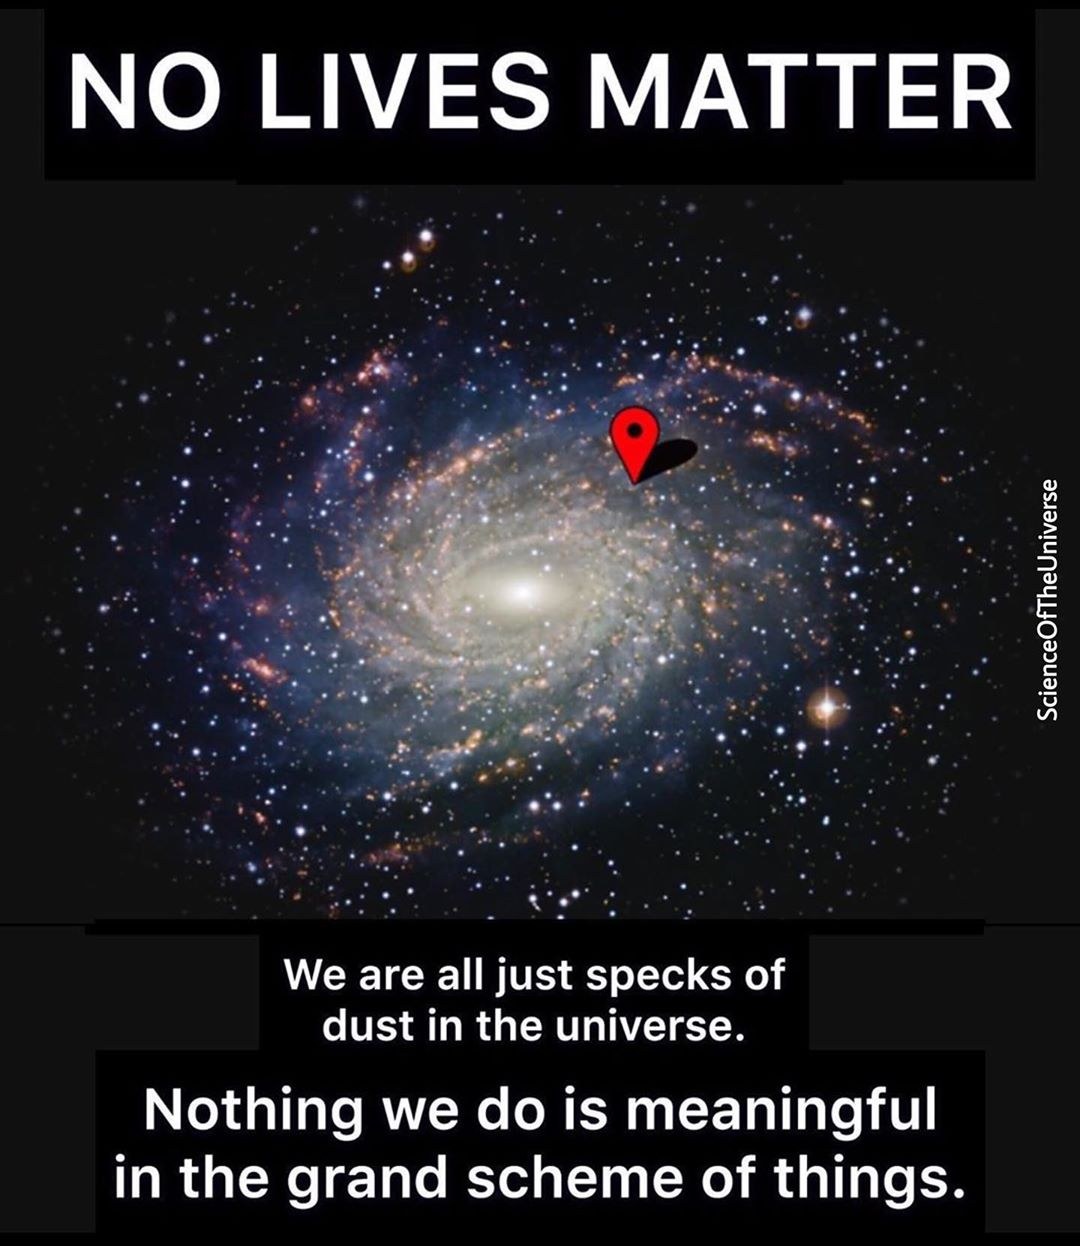 NO LIVES MATTER
ScienceOfTheUniverse
We are all just specks of
dust in the universe.
Nothing we do is meaningful
in the grand scheme of things.